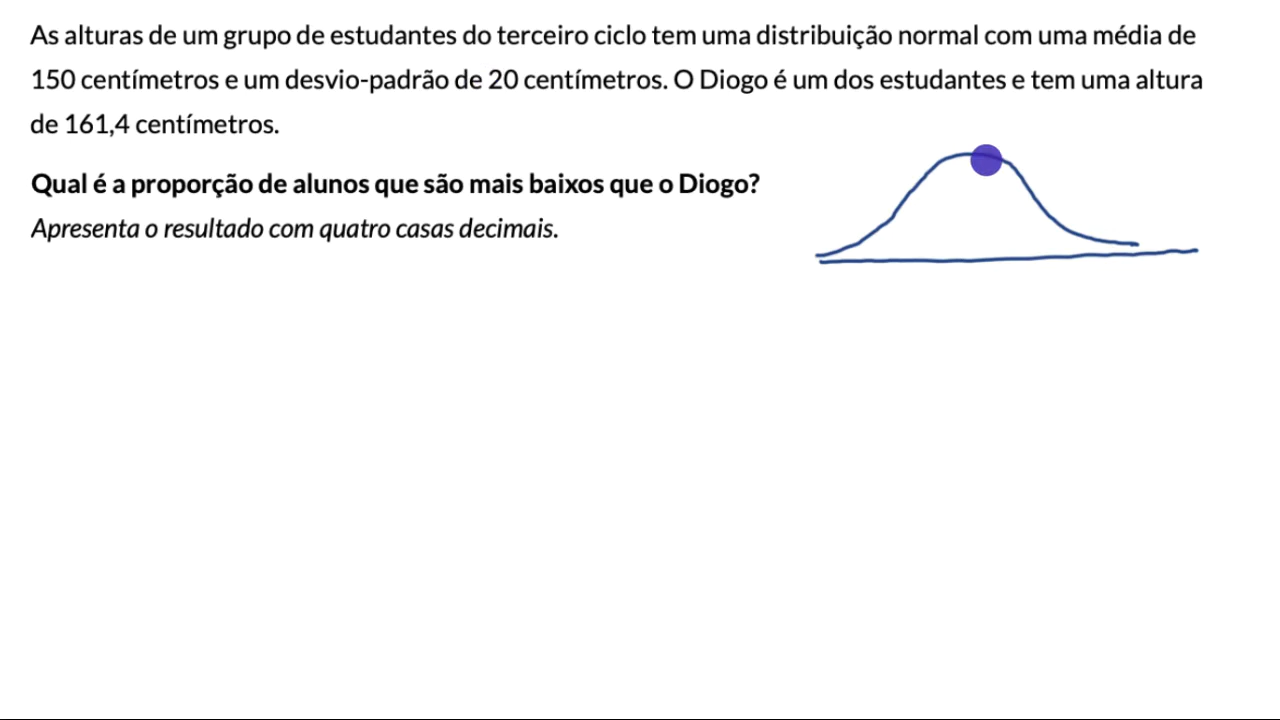 As alturas de um grupo de estudantes do terceiro ciclo tem uma distribuição normal com uma média de
150 centímetros e um desvio-padrão de 20 centímetros. O Diogo é um dos estudantes e tem uma altura
de 161,4 centímetros.
Qual é a proporção de alunos que são mais baixos que o Diogo?
Apresenta o resultado com quatro casas decimais.